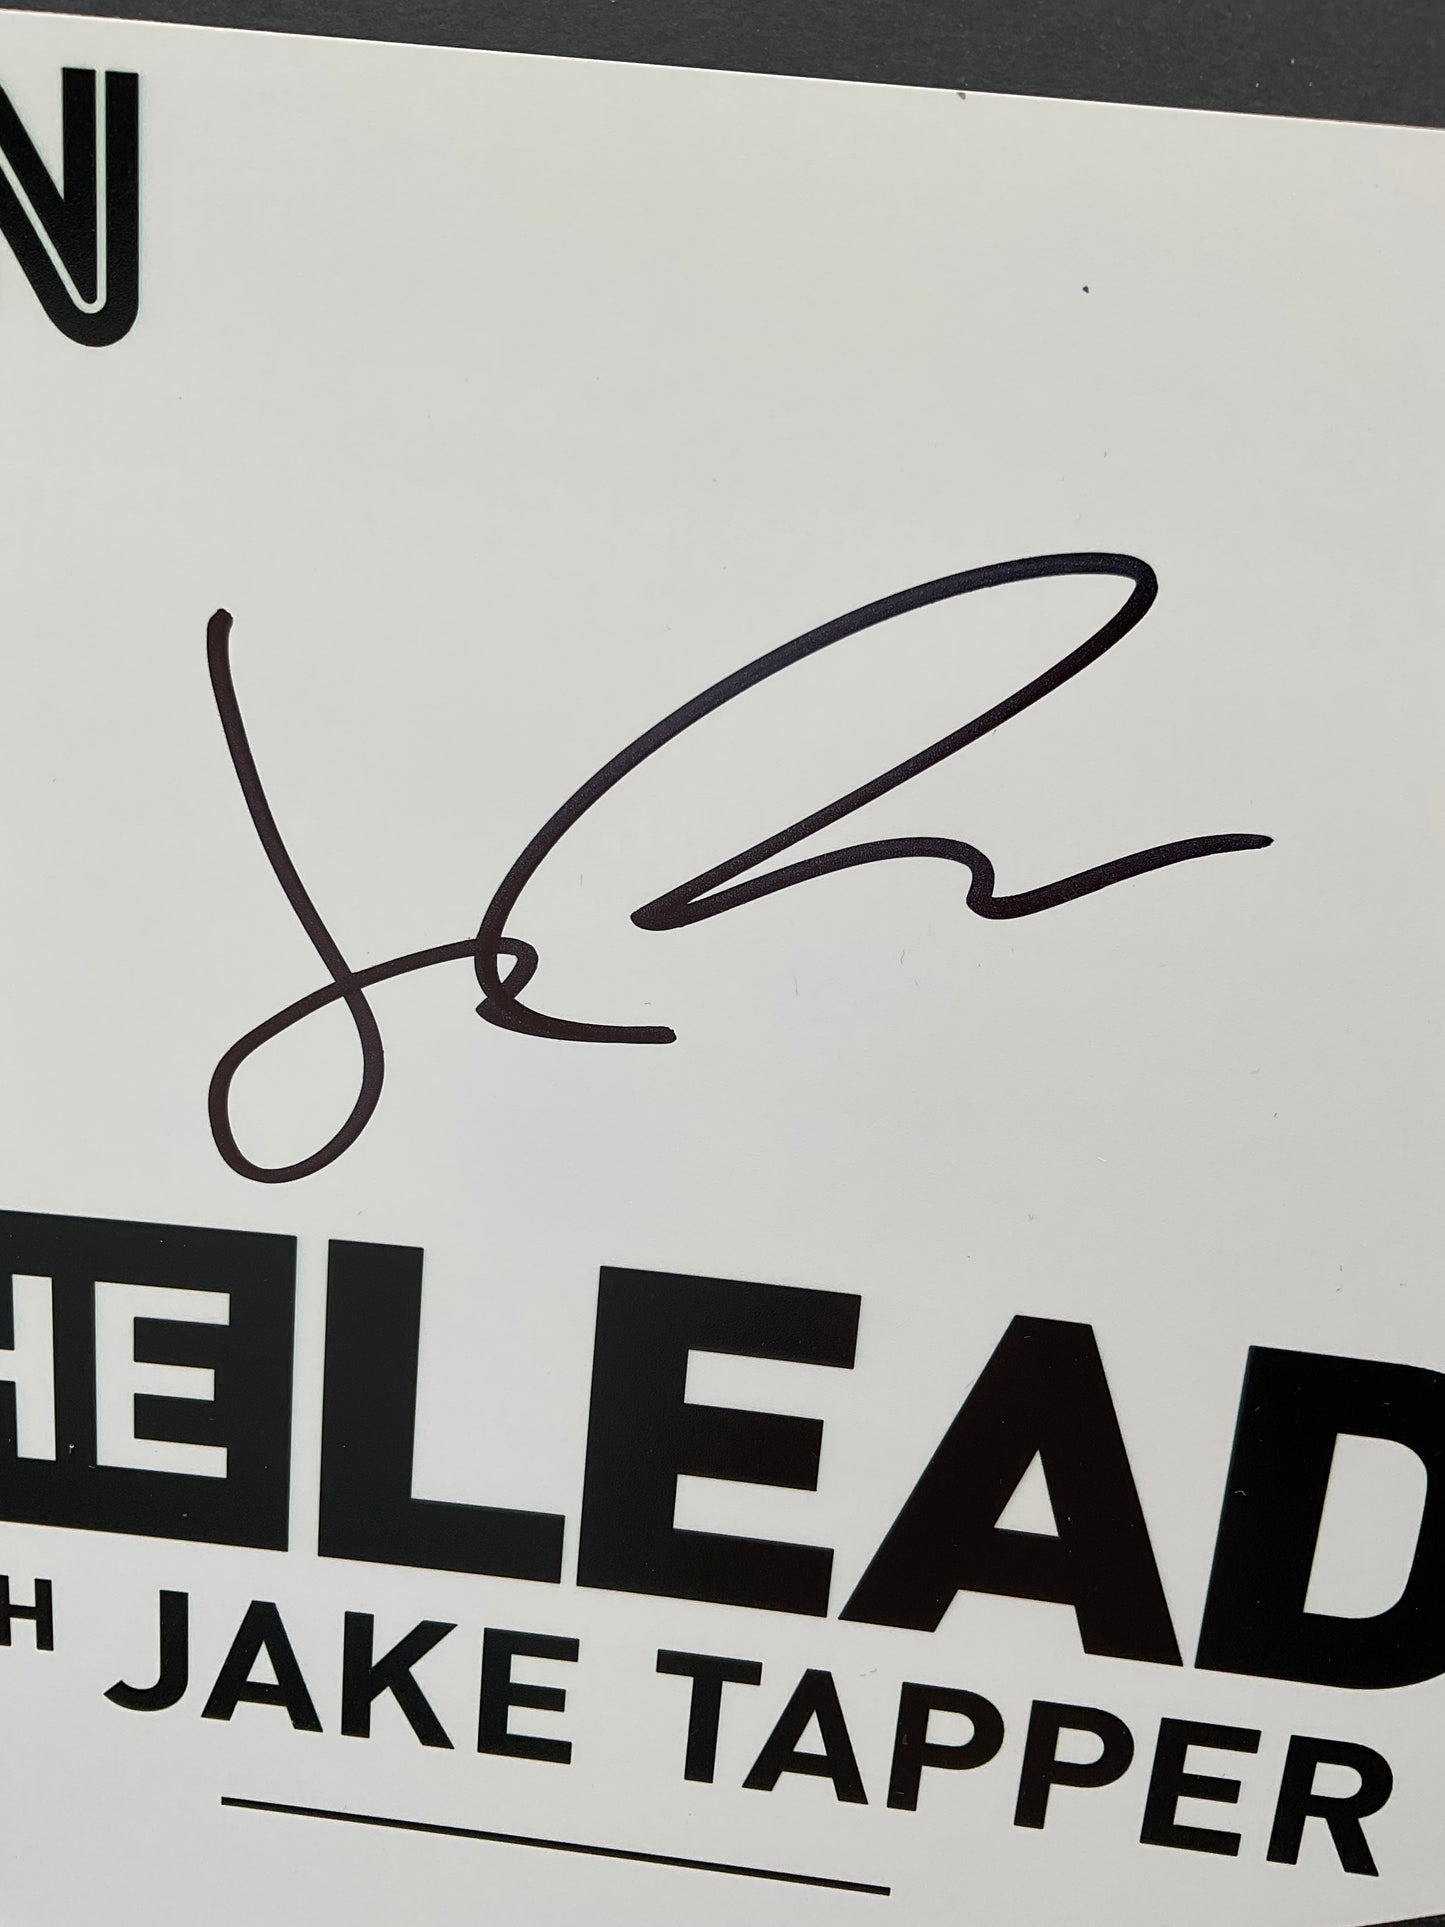 N
HE LEAD
H JAKE TAPPER